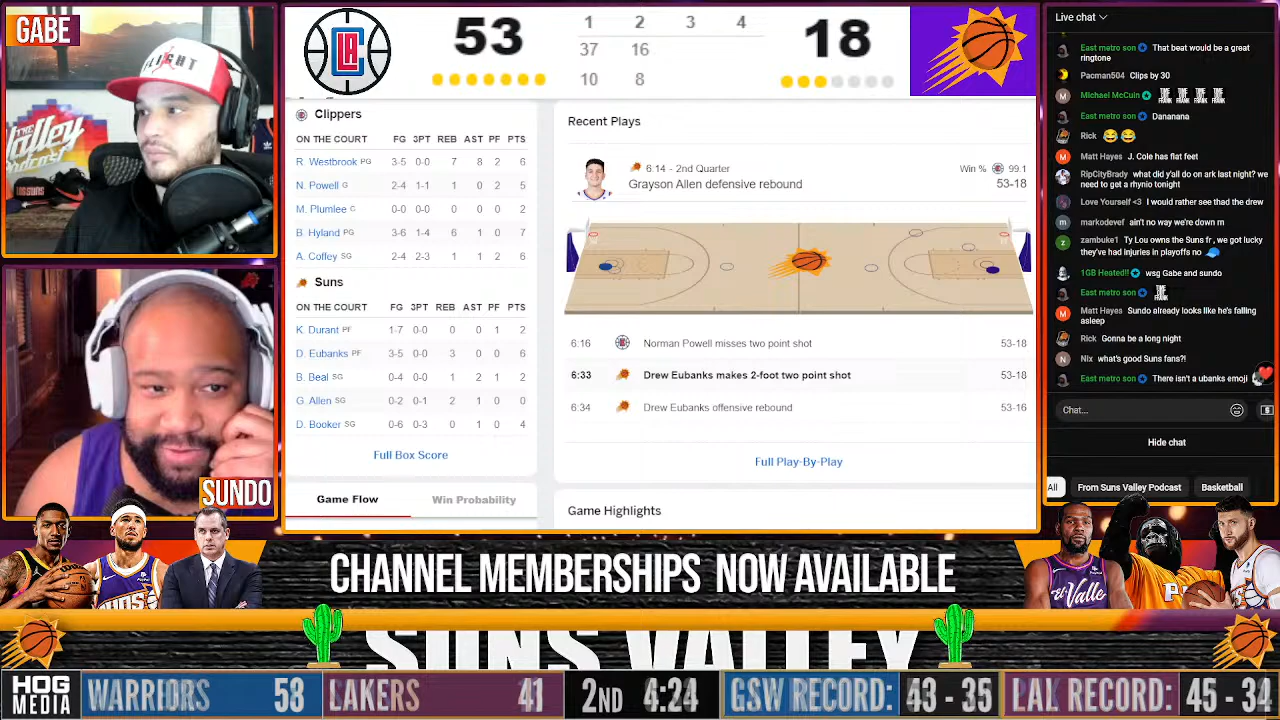 GABE
FLIGHT
THE
Valley
Podcast
SUNDO
LA
53
1 2 3 4
37 16
10 8
18
Clippers
ON THE COURT FG 3PT REB AST PF PTS
R. Westbrook PG 3-5 0-0 7 8 2 6
N. Powell G 2-4 1-1 1 0 2 5
M. Plumlee C 0-0 0-0 0 0 0 2
B. Hyland PG 3-6 1-4 6 1 0 7
A. Coffey SG 2-4 2-3 1 1 2 6
Suns
ON THE COURT FG 3PT REB AST PF PTS
K. Durant PF 1-7 0-0 0 0 1 2
D. Eubanks PF 3-5 0-0 3 0 0 6
B. Beal SG 0-4 0-0 1 2 1 2
G. Allen SG 0-2 0-1 2 1 0 0
D. Booker SG 0-6 0-3 0 1 0 4
Full Box Score
Game Flow Win Probability
Recent Plays
6:14 - 2nd Quarter
Grayson Allen defensive rebound
Win % 99.1
53-18
6:16 Norman Powell misses two point shot 53-18
6:33 Drew Eubanks makes 2-foot two point shot 53-18
6:34 Drew Eubanks offensive rebound 53-16
Full Play-By-Play
Game Highlights
Live chat
East metro son That beat would be a great
ringtone
Pacman504 Clips by 30
Michael McCuin
East metro son Dananana
Rick
Matt Hayes J. Cole has flat feet
RipCityBrady what did y'all do on ark last night? we
need to get a rhynio tonight
Love Yourself <3 I would rather see thad the drew
markodevef ain't no way we're down rn
zambuke1 Ty Lou owns the Suns fr , we got lucky
they've had injuries in playoffs no
1GB Heated!! wsg Gabe and sundo
East metro son
Matt Hayes Sundo already looks like he's falling
asleep
Rick Gonna be a long night
Nix what's good Suns fans?!
East metro son There isn't a ubanks emoji
Chat...
Hide chat
All From Suns Valley Podcast Basketball
CHANNEL MEMBERSHIPS NOW AVAILABLE
SUNS VALLEY
HOG
MEDIA
WARRIORS 58 LAKERS 41 2ND 4:24 GSW RECORD: 43 - 35 LAL RECORD: 45 - 34